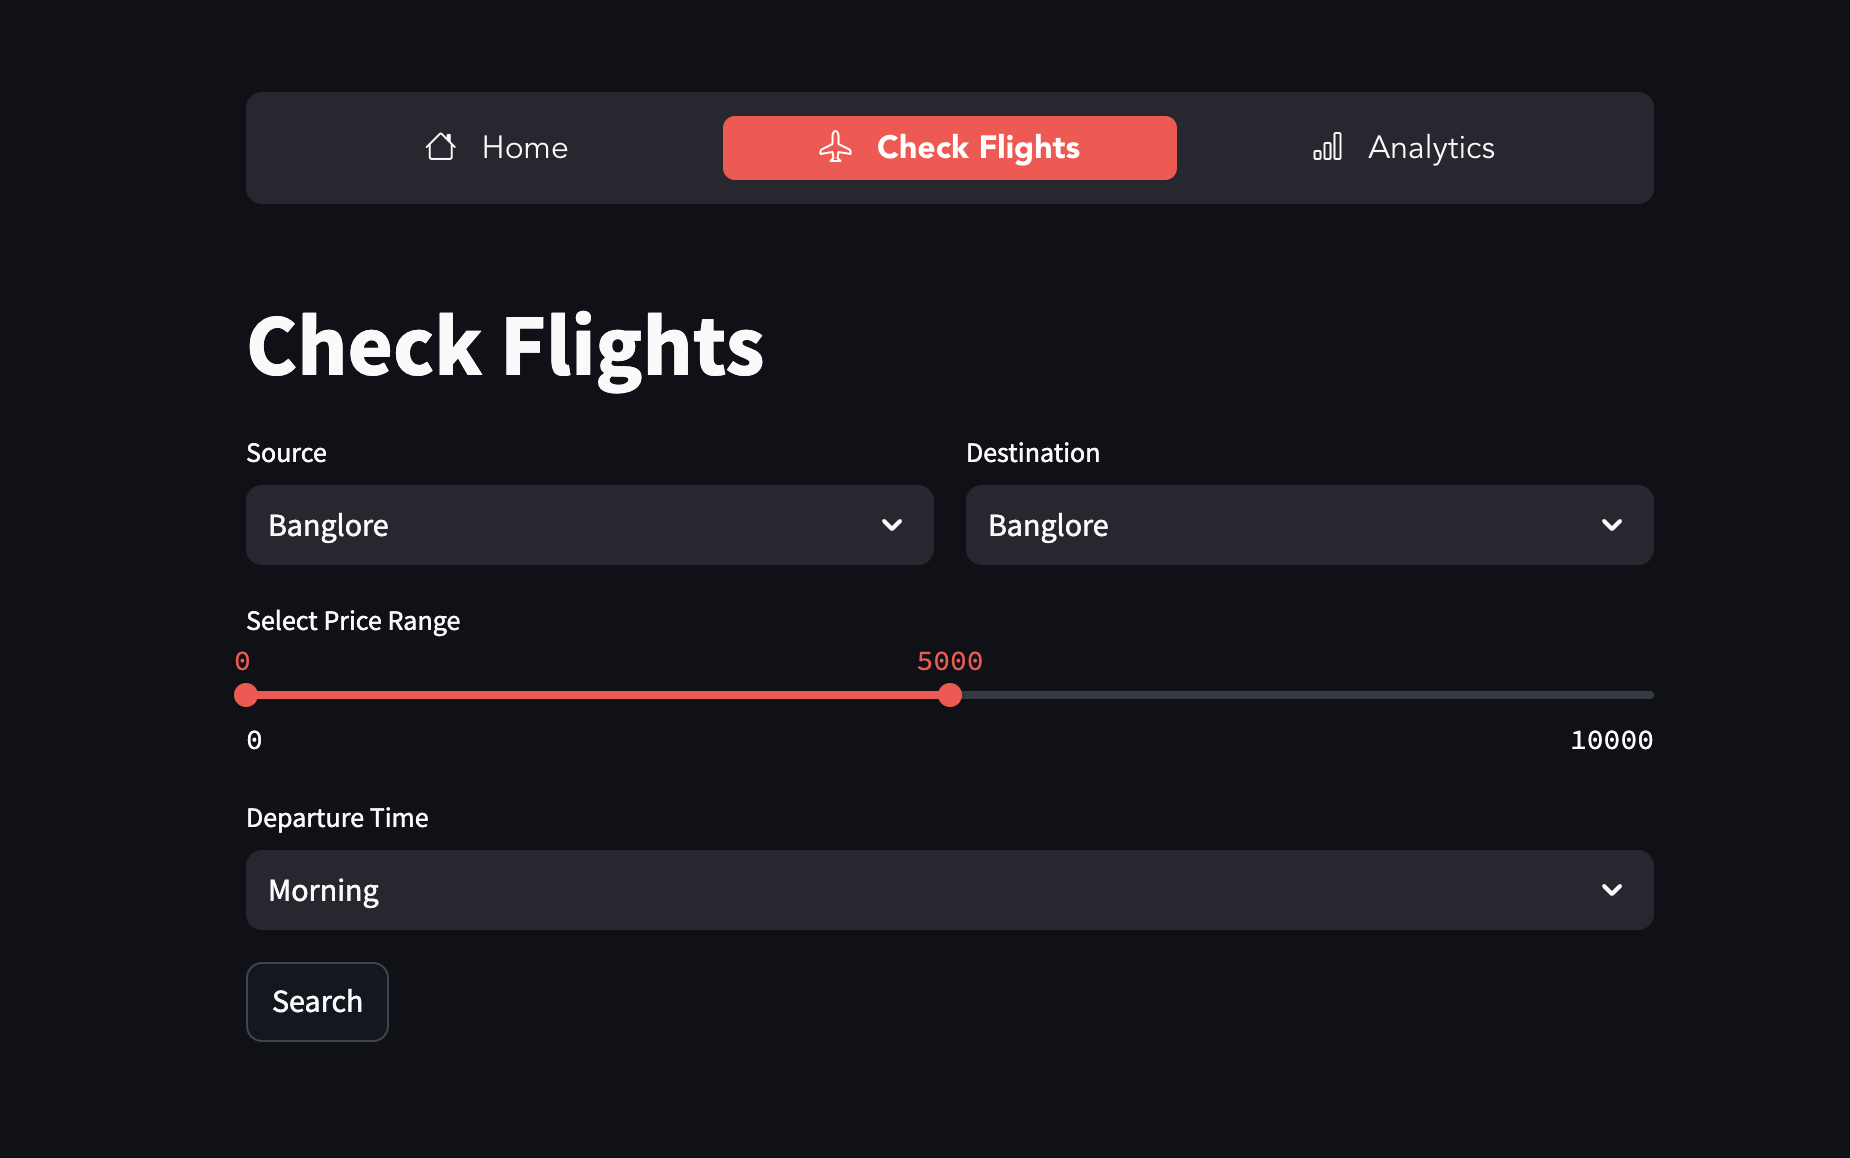 Home
Check Flights
Analytics
Check Flights
Source
Destination
Banglore
Banglore
Select Price Range
0
5000
0
10000
Departure Time
Morning
Search